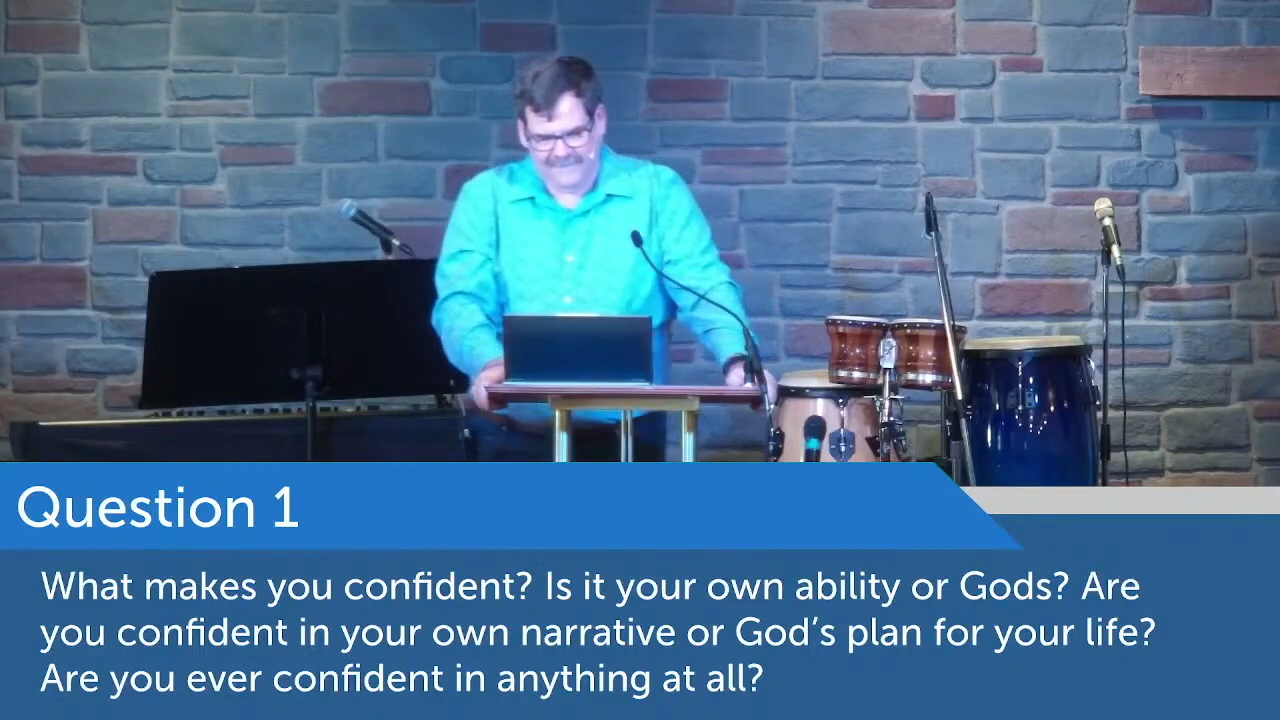 Question 1
What makes you confident? Is it your own ability or Gods? Are
you confident in your own narrative or God's plan for your life?
Are you ever confident in anything at all?